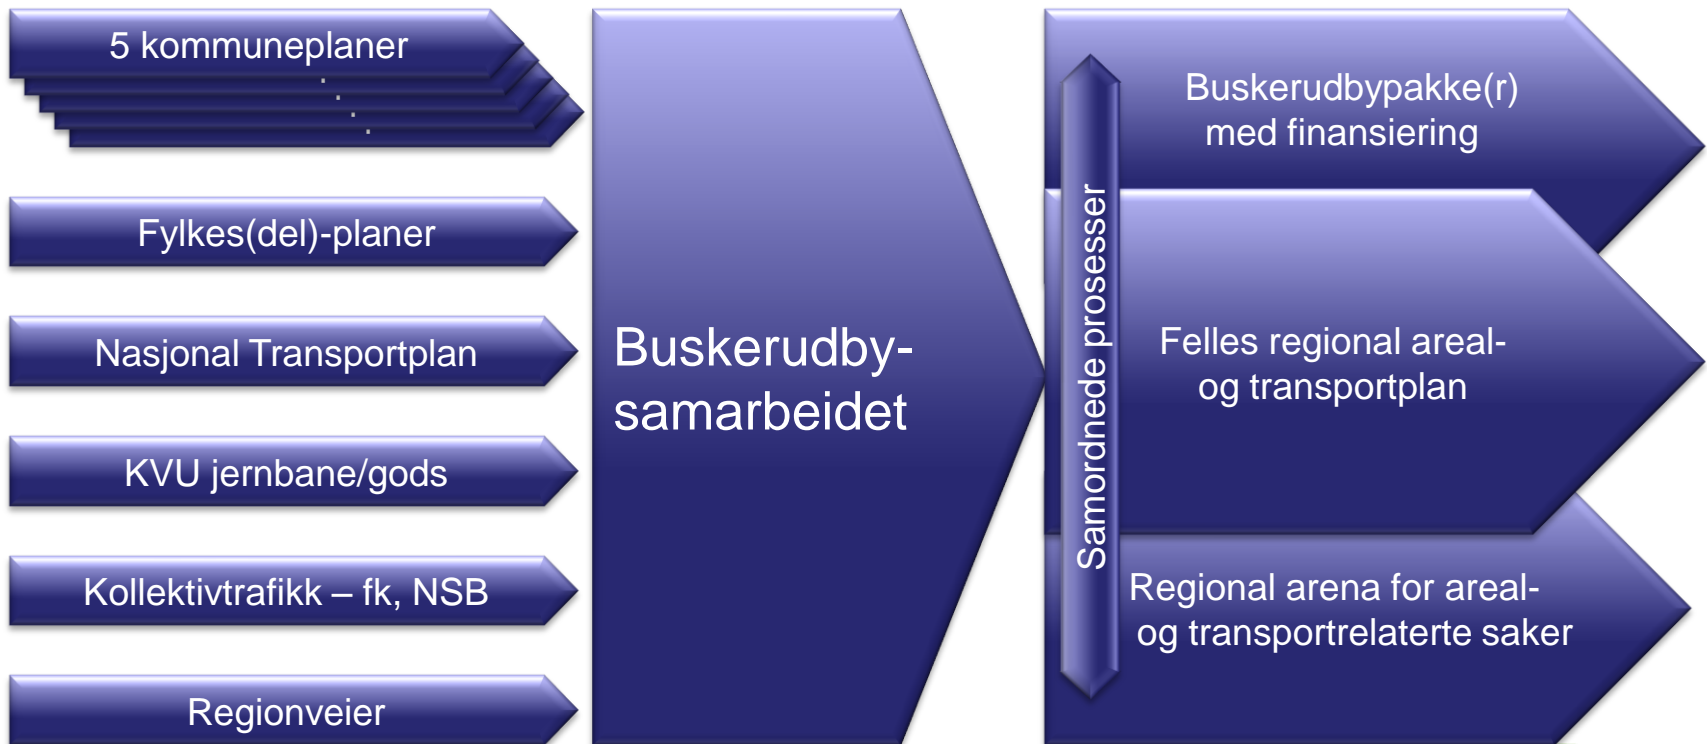 5 kommuneplaner
Fylkes(del)-planer
Nasjonal Transportplan
KVU jernbane/gods
Kollektivtrafikk – fk, NSB
Regionveier
Buskerudby-
samarbeidet
Samordnede prosesser
Buskerudbypakke(r)
med finansiering
Felles regional areal-
og transportplan
Regional arena for areal-
og transportrelaterte saker